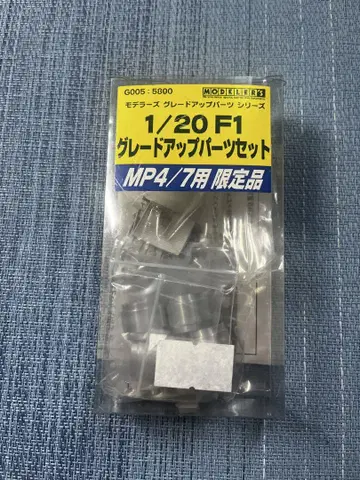 G005:5800
MODELER'S
モデラーズ グレードアップパーツ シリーズ
1/20 F1
グレードアップパーツセット
MP4/7用 限定品